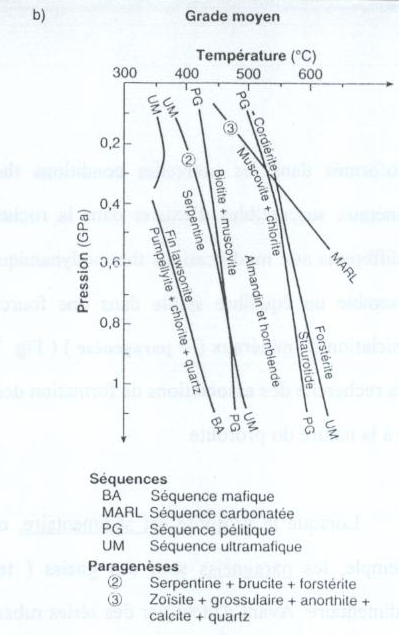 b)
Grade moyen
Température (°C)
300 400 500 600
Pression (GPa)
0,2
0,4
0,6
0,8
1
UM
UM
PG
PG - Cordiérite
②
③
Serpentine
Biotite + muscovite
Muscovite + chlorite
MARL
Fin lawsonite
Pumpellyite + chlorite + quartz
Almandin et hornblende
Staurotide
Forstérite
BA
PG
UM
PG
UM
Séquences
BA Séquence mafique
MARL Séquence carbonatée
PG Séquence pélitique
UM Séquence ultramafique
Paragenèses
② Serpentine + brucite + forstérite
③ Zoïsite + grossulaire + anorthite +
calcite + quartz